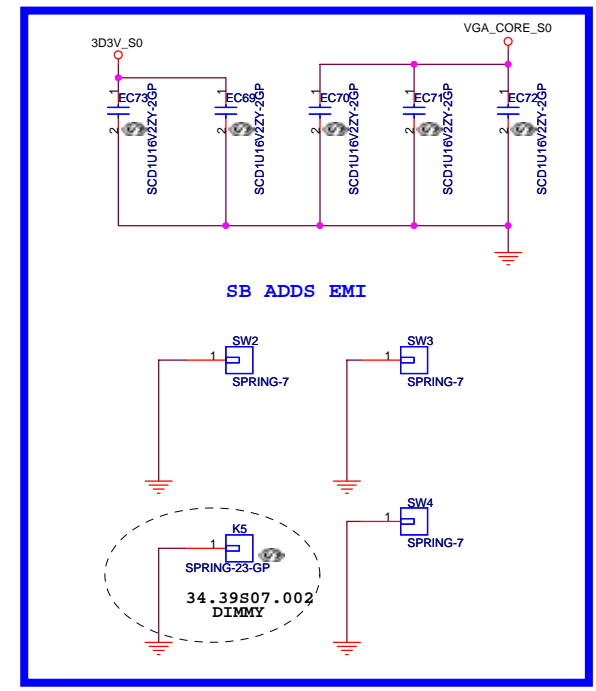 3D3V_S0
VGA_CORE_S0
1
EC73
2
SCD1U16V2ZY-2GP
1
EC69
2
SCD1U16V2ZY-2GP
1
EC70
2
SCD1U16V2ZY-2GP
1
EC71
2
SCD1U16V2ZY-2GP
1
EC72
2
SCD1U16V2ZY-2GP
SB ADDS EMI
SW2
1
SPRING-7
SW3
1
SPRING-7
K5
1
SPRING-23-GP
34.39S07.002
DIMMY
SW4
1
SPRING-7